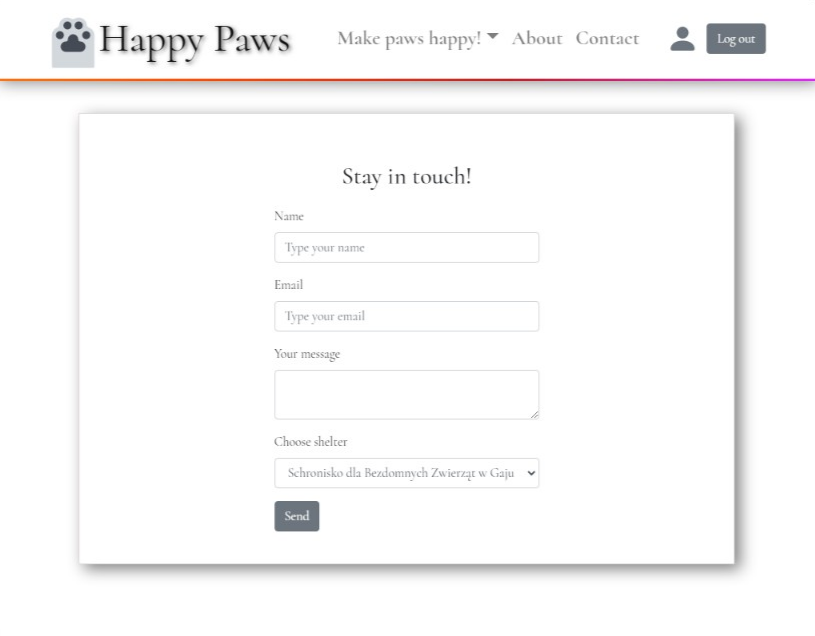 Happy Paws
Make paws happy! About Contact
Log out
Stay in touch!
Name
Type your name
Email
Type your email
Your message
Choose shelter
Schronisko dla Bezdomnych Zwierząt w Gaju
Send